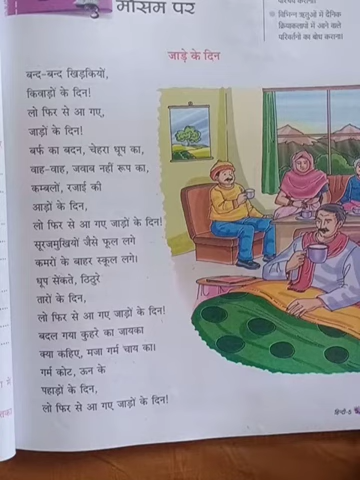 मौसम पर
विभिन्न ऋतुओं में दैनिक
क्रियाकलापों में आने वाले
परिवर्तनों का बोध कराना।
जाड़े के दिन
बन्द-बन्द खिड़कियों,
किवाड़ों के दिन!
लो फिर से आ गए,
जाड़ों के दिन!
बर्फ का बदन, चेहरा धूप का,
वाह-वाह, जवाब नहीं रूप का,
कम्बलों, रजाई की
आड़ों के दिन,
लो फिर से आ गए जाड़ों के दिन!
सूरजमुखियों जैसे फूल लगे
कमरों के बाहर स्कूल लगे।
धूप सेंकते, ठिठुरे
तारों के दिन,
लो फिर से आ गए जाड़ों के दिन!
बदल गया कुहरे का जायका
क्या कहिए, मजा गर्म चाय का।
गर्म कोट, ऊन के
पहाड़ों के दिन,
लो फिर से आ गए जाड़ों के दिन!
हिन्दी-5